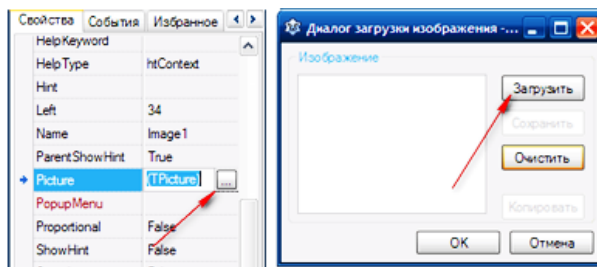 Свойства События Избранное
HelpKeyword
HelpType htContext
Hint
Left 34
Name Image1
ParentShowHint True
Picture (TPicture) ...
PopupMenu
Proportional False
ShowHint False
Диалог загрузки изображения -...
Изображение
Загрузить
Сохранить
Очистить
Копировать
OK Отмена